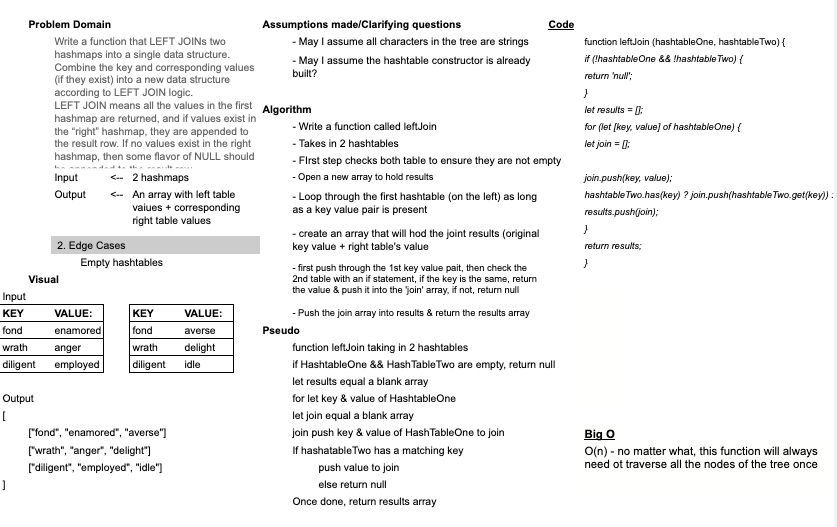 Problem Domain
Write a function that LEFT JOINs two
hashmaps into a single data structure.
Combine the key and corresponding values
(if they exist) into a new data structure
according to LEFT JOIN logic.
LEFT JOIN means all the values in the first
hashmap are returned, and if values exist in
the “right” hashmap, they are appended to
the result row. If no values exist in the right
hashmap, then some flavor of NULL should
Input <-- 2 hashmaps
Output <-- An array with left table
values + corresponding
right table values
2. Edge Cases
Empty hashtables
Visual
Input
KEY VALUE: KEY VALUE:
fond enamored fond averse
wrath anger wrath delight
diligent employed diligent idle
Output
[
["fond", "enamored", "averse"]
["wrath", "anger", "delight"]
["diligent", "employed", "idle"]
]
Assumptions made/Clarifying questions
- May I assume all characters in the tree are strings
- May I assume the hashtable constructor is already
built?
Algorithm
- Write a function called leftJoin
- Takes in 2 hashtables
- FIrst step checks both table to ensure they are not empty
- Open a new array to hold results
- Loop through the first hashtable (on the left) as long
as a key value pair is present
- create an array that will hod the joint results (original
key value + right table's value
- first push through the 1st key value pait, then check the
2nd table with an if statement, if the key is the same, return
the value & push it into the 'join' array, if not, return null
- Push the join array into results & return the results array
Pseudo
function leftJoin taking in 2 hashtables
if HashtableOne && HashTableTwo are empty, return null
let results equal a blank array
for let key & value of HashtableOne
let join equal a blank array
join push key & value of HashTableOne to join
If hashatableTwo has a matching key
push value to join
else return null
Once done, return results array
Code
function leftJoin (hashtableOne, hashtableTwo) {
if (!hashtableOne && !hashtableTwo) {
return 'null';
}
let results = [];
for (let [key, value] of hashtableOne) {
let join = [];
join.push(key, value);
hashtableTwo.has(key) ? join.push(hashtableTwo.get(key)) :
results.push(join);
}
return results;
}
Big O
O(n) - no matter what, this function will always
need ot traverse all the nodes of the tree once